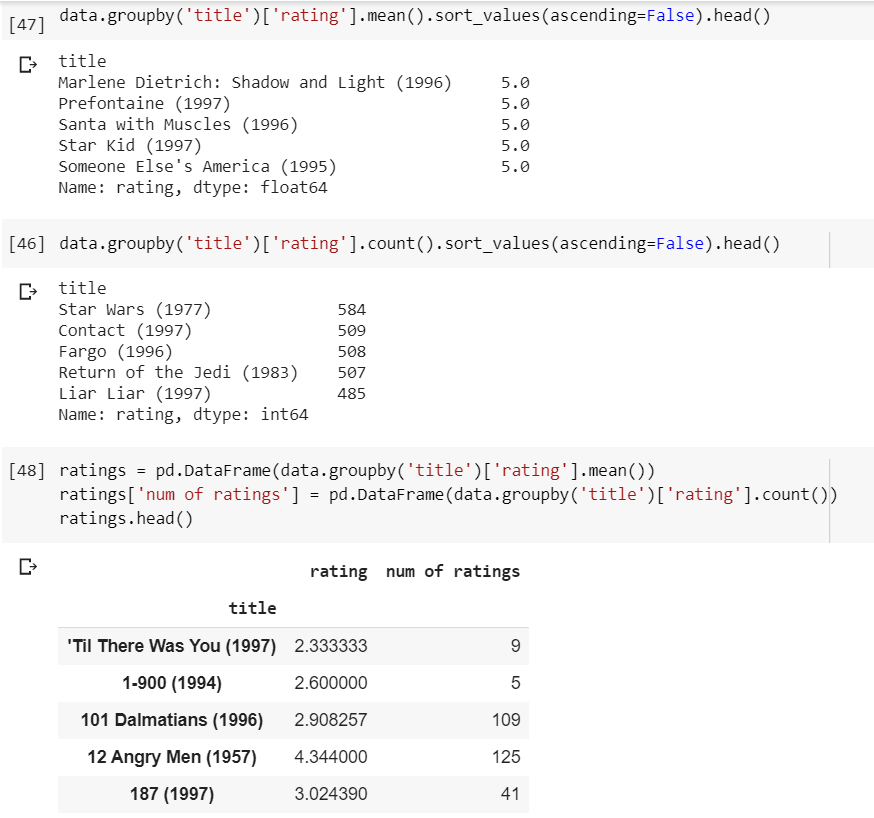 [47] data.groupby('title')['rating'].mean().sort_values(ascending=False).head()
title
Marlene Dietrich: Shadow and Light (1996) 5.0
Prefontaine (1997) 5.0
Santa with Muscles (1996) 5.0
Star Kid (1997) 5.0
Someone Else's America (1995) 5.0
Name: rating, dtype: float64
[46] data.groupby('title')['rating'].count().sort_values(ascending=False).head()
title
Star Wars (1977) 584
Contact (1997) 509
Fargo (1996) 508
Return of the Jedi (1983) 507
Liar Liar (1997) 485
Name: rating, dtype: int64
[48] ratings = pd.DataFrame(data.groupby('title')['rating'].mean())
ratings['num of ratings'] = pd.DataFrame(data.groupby('title')['rating'].count())
ratings.head()
rating num of ratings
title
'Til There Was You (1997) 2.333333 9
1-900 (1994) 2.600000 5
101 Dalmatians (1996) 2.908257 109
12 Angry Men (1957) 4.344000 125
187 (1997) 3.024390 41